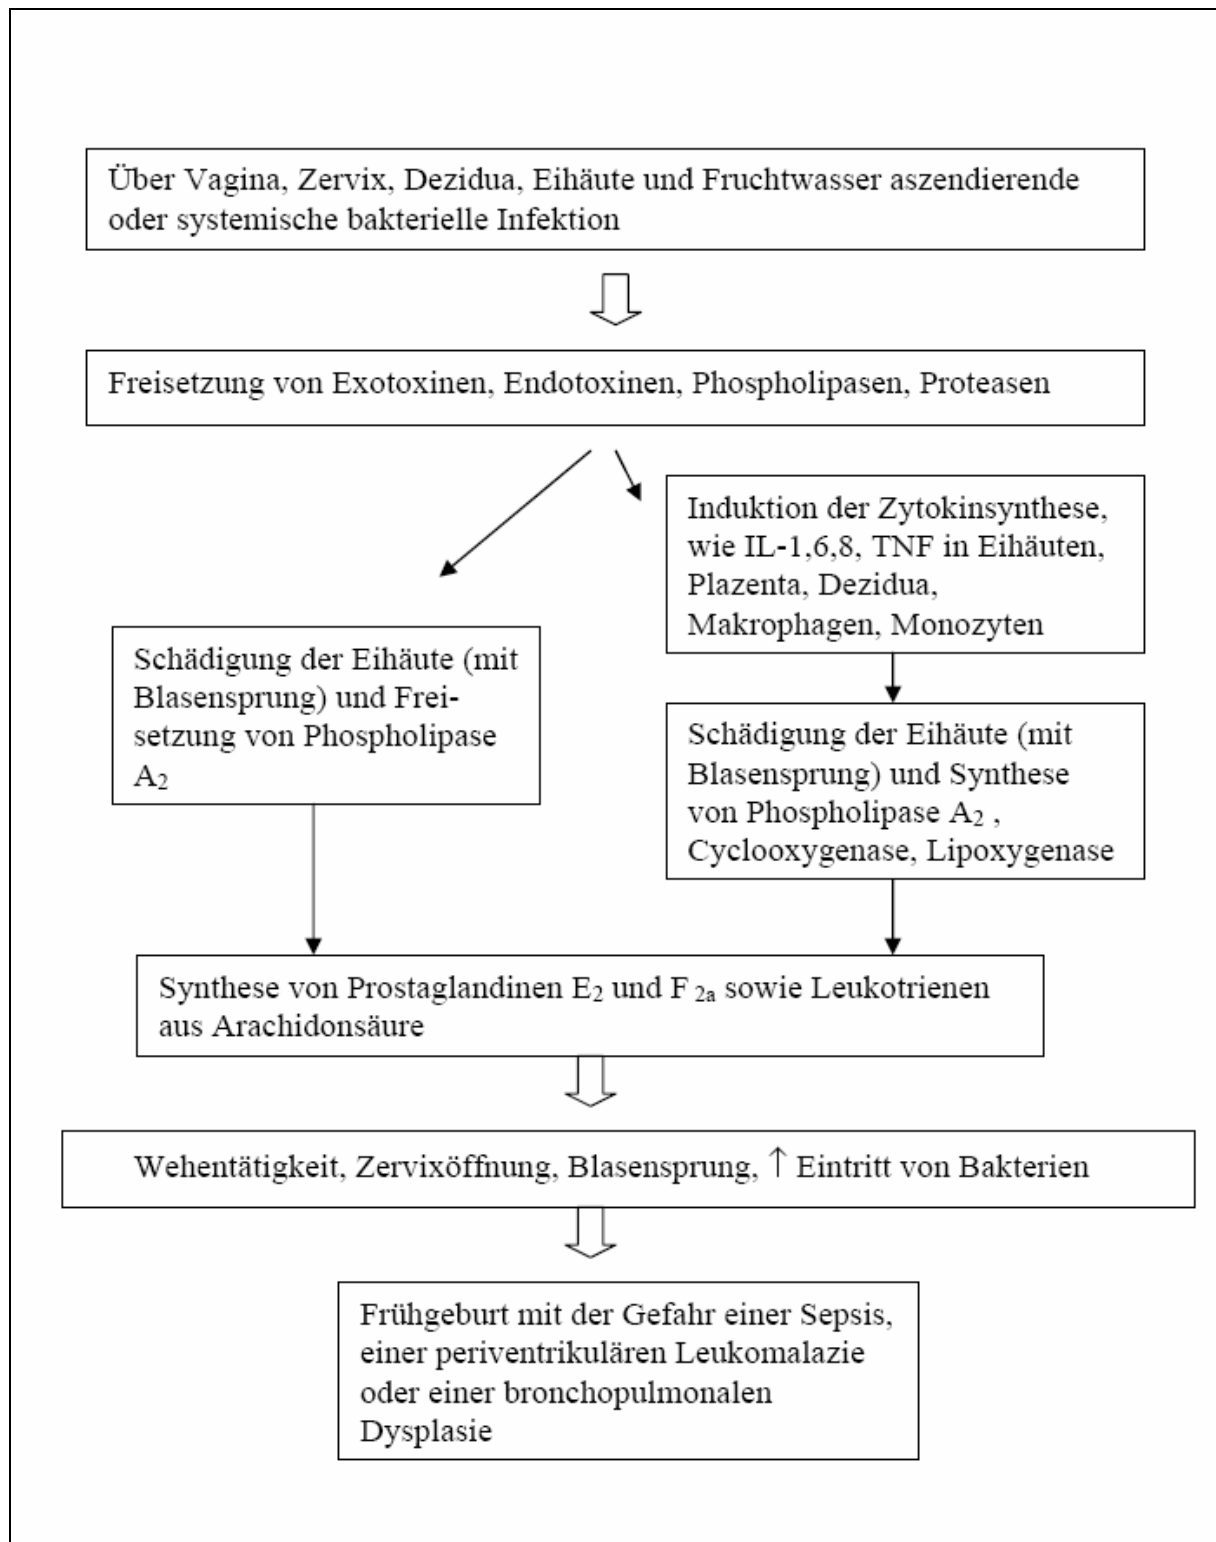 Über Vagina, Zervix, Dezidua, Eihäute und Fruchtwasser aszendierende
oder systemische bakterielle Infektion
Freisetzung von Exotoxinen, Endotoxinen, Phospholipasen, Proteasen
Induktion der Zytokinsynthese,
wie IL-1,6,8, TNF in Eihäuten,
Plazenta, Dezidua,
Makrophagen, Monozyten
Schädigung der Eihäute (mit
Blasensprung) und Frei-
setzung von Phospholipase
A₂
Schädigung der Eihäute (mit
Blasensprung) und Synthese
von Phospholipase A₂ ,
Cyclooxygenase, Lipoxygenase
Synthese von Prostaglandinen E₂ und F ₂ₐ sowie Leukotrienen
aus Arachidonsäure
Wehentätigkeit, Zervixöffnung, Blasensprung, ↑ Eintritt von Bakterien
Frühgeburt mit der Gefahr einer Sepsis,
einer periventrikulären Leukomalazie
oder einer bronchopulmonalen
Dysplasie